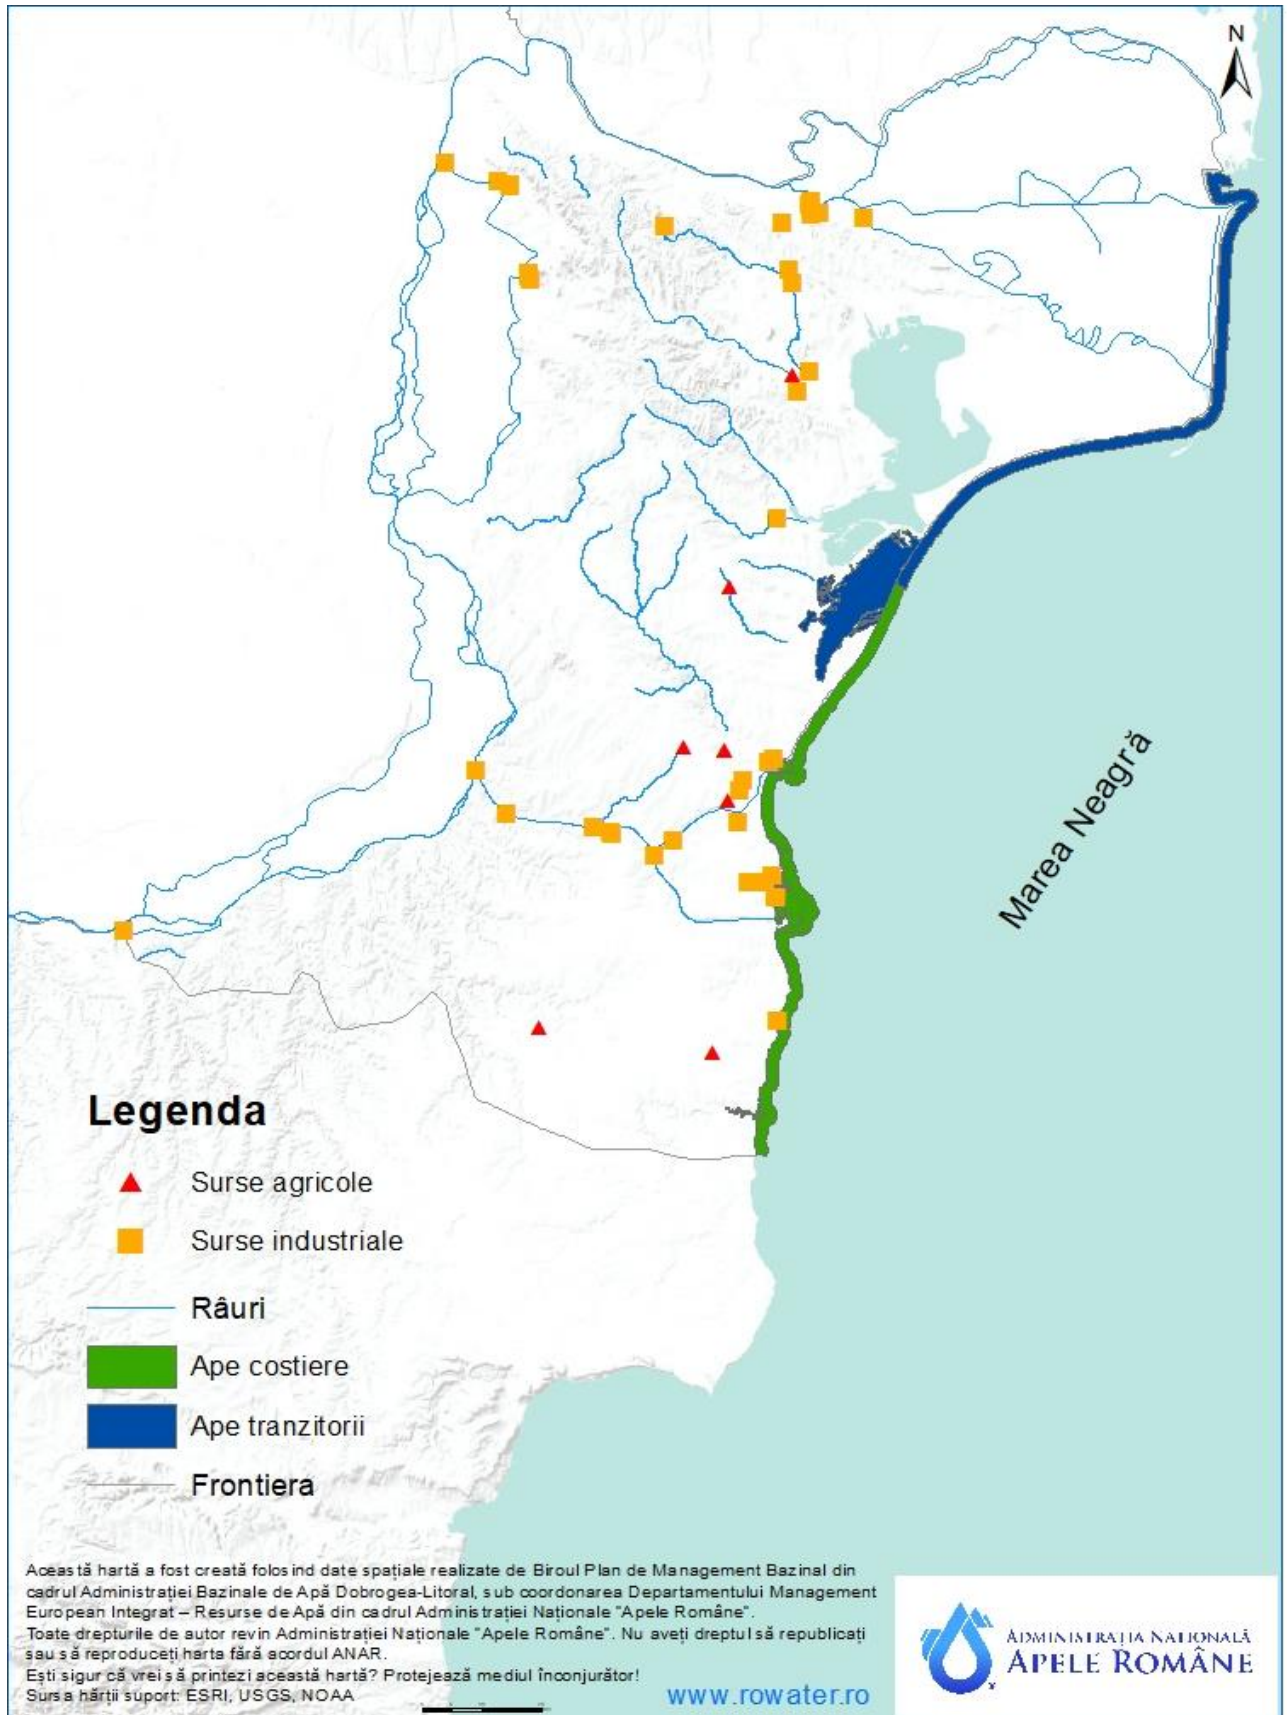 N
Marea Neagră
Legenda
Surse agricole
Surse industriale
Râuri
Ape costiere
Ape tranzitorii
Frontiera
Această hartă a fost creată folosind date spațiale realizate de Biroul Plan de Management Bazinal din
cadrul Administrației Bazinale de Apă Dobrogea-Litoral, sub coordonarea Departamentului Management
European Integrat – Resurse de Apă din cadrul Administrației Naționale "Apele Române".
Toate drepturile de autor revin Administrației Naționale "Apele Române". Nu aveți dreptul să republicați
sau să reproduceți harta fără acordul ANAR.
Ești sigur că vrei să printezi această hartă? Protejează mediul înconjurător!
Sursa hărții suport: ESRI, USGS, NOAA
www.rowater.ro
ADMINISTRAȚIA NAȚIONALĂ
APELE ROMÂNE